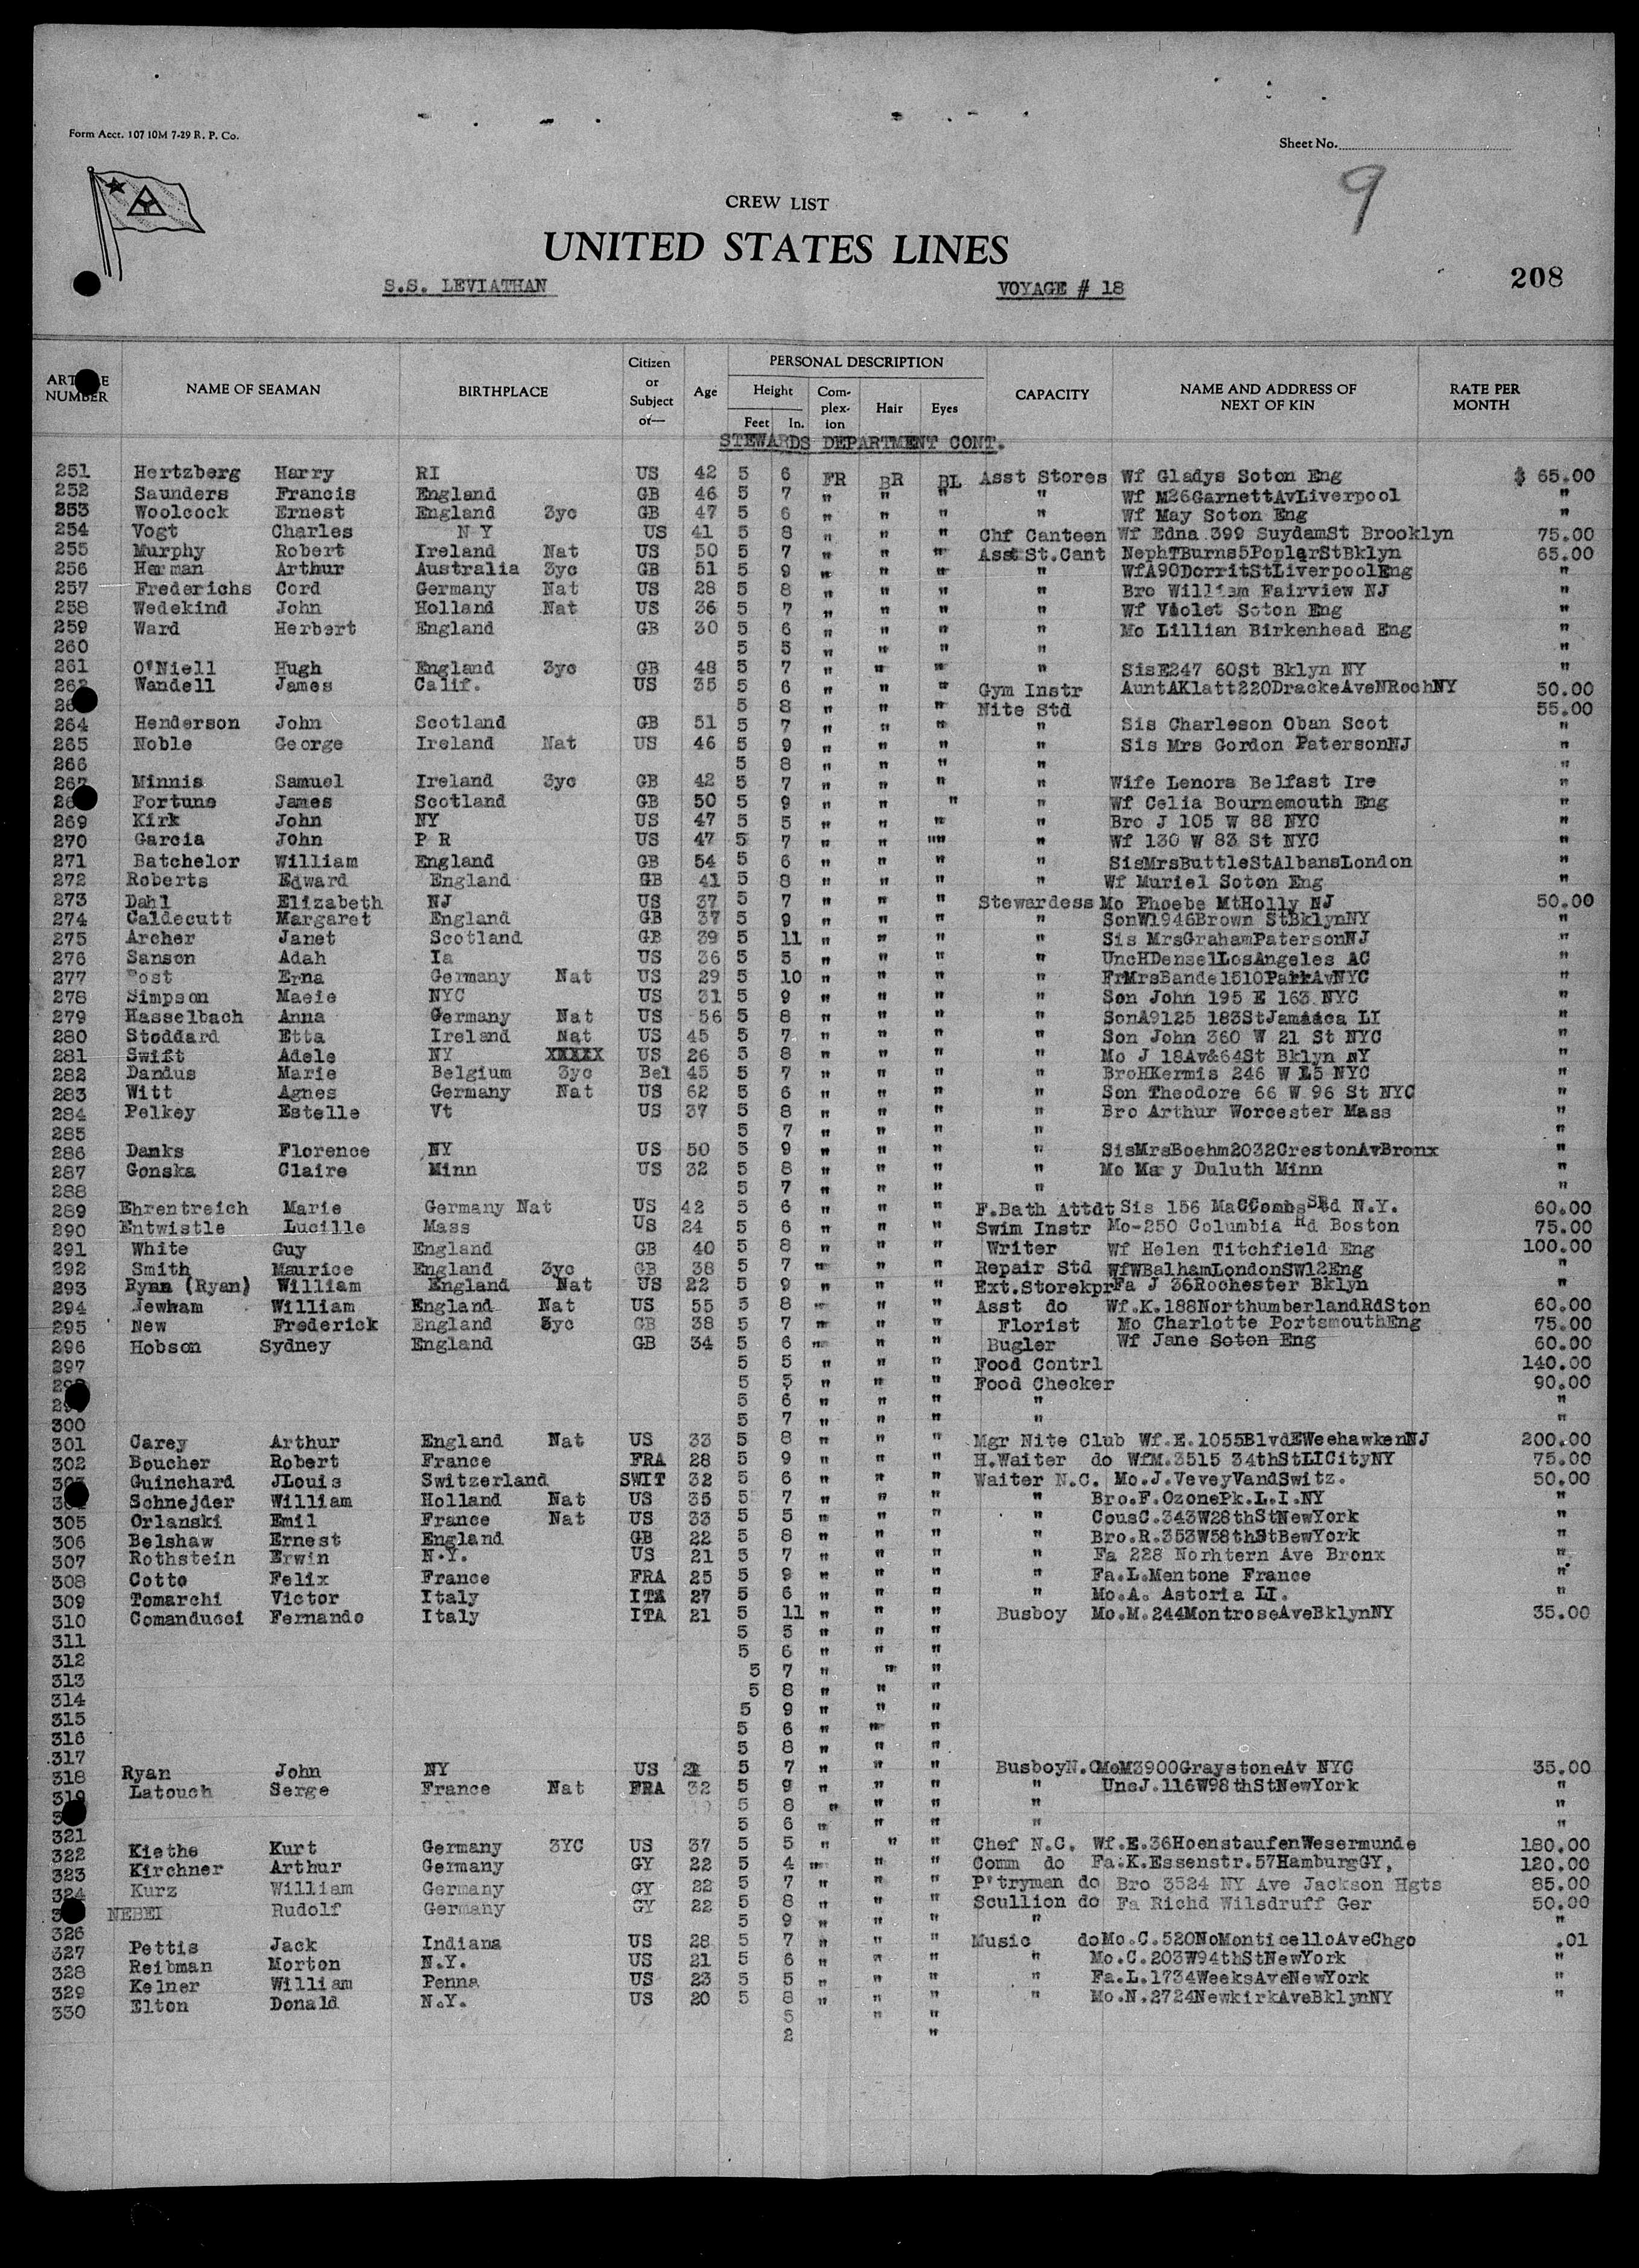 Form Acct. 107 10M 7-29 R. P. Co.
Sheet No.
9
CREW LIST
UNITED STATES LINES
S.S. LEVIATHAN VOYAGE # 18
208
ARTICLE NUMBER NAME OF SEAMAN BIRTHPLACE Citizen or Subject of— Age PERSONAL DESCRIPTION Height Feet In. Complexion Hair Eyes CAPACITY NAME AND ADDRESS OF NEXT OF KIN RATE PER MONTH
STEWARDS DEPARTMENT CONT.
251 Hertzberg Harry RI US 42 5 6 FR BR BL Asst Stores Wf Gladys Soton Eng $ 65.00
252 Saunders Francis England GB 46 5 7 " " " " Wf M26GarnettAvLiverpool "
253 Woolcock Ernest England 3yc GB 47 5 6 " " " " Wf May Soton Eng "
254 Vogt Charles N Y US 41 5 8 " " " Chf Canteen Wf Edna 399 SuydamSt Brooklyn 75.00
255 Murphy Robert Ireland Nat US 50 5 7 " " " Asst St.Cant NephTBurns5PoplarStBklyn 65.00
256 Harman Arthur Australia 3yc GB 51 5 9 " " " " WfA90DorritStLiverpoolEng "
257 Frederichs Cord Germany Nat US 28 5 8 " " " " Bro William Fairview NJ "
258 Wedekind John Holland Nat US 36 5 7 " " " " Wf Violet Soton Eng "
259 Ward Herbert England GB 30 5 6 " " " " Mo Lillian Birkenhead Eng "
260 5 5 " " " " "
261 O'Niell Hugh England 3yc GB 48 5 7 " " " " SisE247 60St Bklyn NY "
262 Wandell James Calif. US 35 5 6 " " " Gym Instr AuntAKlatt220DrackeAveNRochNY 50.00
26 5 8 " " " Nite Std 55.00
264 Henderson John Scotland GB 51 5 7 " " " " Sis Charleson Oban Scot "
265 Noble George Ireland Nat US 46 5 9 " " " " Sis Mrs Gordon PatersonNJ "
266 5 8 " " " " "
267 Minnis Samuel Ireland 3yc GB 42 5 7 " " " " Wife Lenora Belfast Ire "
26 Fortune James Scotland GB 50 5 9 " " " " Wf Celia Bournemouth Eng "
269 Kirk John NY US 47 5 5 " " " " Bro J 105 W 88 NYC "
270 Garcia John P R US 47 5 7 " " "" " Wf 130 W 83 St NYC "
271 Batchelor William England GB 54 5 6 " " " " SisMrsButtleStAlbansLondon "
272 Roberts Edward England GB 41 5 8 " " " " Wf Muriel Soton Eng "
273 Dahl Elizabeth NJ US 37 5 7 " " " Stewardess Mo Phoebe MtHolly NJ 50.00
274 Caldecutt Margaret England GB 37 5 9 " " " " SonW1946Brown StBklynNY "
275 Archer Janet Scotland GB 39 5 11 " " " " Sis MrsGrahamPatersonNJ "
276 Sanson Adah Ia US 36 5 5 " " " " UncHDenselLosAngeles AC "
277 Post Erna Germany Nat US 29 5 10 " " " " FrMrsBande1510ParkAvNYC "
278 Simpson Maeie NYC US 31 5 9 " " " " Son John 195 E 163 NYC "
279 Hasselbach Anna Germany Nat US 56 5 8 " " " " SonA9125 183StJamaica LI "
280 Stoddard Etta Ireland Nat US 45 5 7 " " " " Son John 360 W 21 St NYC "
281 Swift Adele NY XXXXX US 26 5 8 " " " " Mo J 18Av&64St Bklyn NY "
282 Dandus Marie Belgium 3yc Bel 45 5 7 " " " " BroHKermis 246 W 15 NYC "
283 Witt Agnes Germany Nat US 62 5 6 " " " " Son Theodore 66 W 96 St NYC "
284 Pelkey Estelle Vt US 37 5 8 " " " " Bro Arthur Worcester Mass "
285 5 7 " " " " "
286 Danks Florence NY US 50 5 9 " " " " SisMrsBoehm2032CrestonAvBronx "
287 Gonska Claire Minn US 32 5 8 " " " " Mo Mary Duluth Minn "
288 5 7 " " " " "
289 Ehrentreich Marie Germany Nat US 42 5 6 " " " F.Bath Attdt Sis 156 MaCCombs Rd N.Y. 60.00
290 Entwistle Lucille Mass US 24 5 6 " " " Swim Instr Mo-250 Columbia Rd Boston 75.00
291 White Guy England GB 40 5 8 " " " Writer Wf Helen Titchfield Eng 100.00
292 Smith Maurice England 3yc GB 38 5 7 " " " Repair Std WfWBalhamLondonSW12Eng
293 Rynn (Ryan) William England Nat US 22 5 9 " " " Ext.Storekpr Fa J 36Rochester Bklyn
294 Newham William England Nat US 55 5 8 " " " Asst do Wf.K.188NorthumberlandRdSton 60.00
295 New Frederick England 3yc GB 38 5 7 " " " Florist Mo Charlotte PortsmouthEng 75.00
296 Hobson Sydney England GB 34 5 6 " " " Bugler Wf Jane Soton Eng 60.00
297 5 5 " " " Food Contrl 140.00
298 5 5 " " " Food Checker 90.00
29 5 6 " " " " "
300 5 7 " " " " "
301 Carey Arthur England Nat US 33 5 8 " " " Mgr Nite Club Wf.E.1055BlvdEWeehawkenNJ 200.00
302 Boucher Robert France FRA 28 5 9 " " " H.Waiter do WfM.3515 34thStLICityNY 75.00
303 Guinchard JLouis Switzerland SWIT 32 5 6 " " " Waiter N.C. Mo.J.VeveyVandSwitz. 50.00
3 Schnejder William Holland Nat US 35 5 7 " " " " Bro.F.OzonePk.L.I.NY "
305 Orlanski Emil France Nat US 33 5 5 " " " " CousC.343W28thStNewYork "
306 Belshaw Ernest England GB 22 5 8 " " " " Bro.R.353W58thStBewYork "
307 Rothstein Erwin N.Y. US 21 5 7 " " " " Fa 228 Norhtern Ave Bronx "
308 Cotto Felix France FRA 25 5 9 " " " " Fa.L.Mentone France "
309 Tomarchi Victor Italy ITA 27 5 6 " " " " Mo.A. Astoria LI. "
310 Comanducci Fernando Italy ITA 21 5 11 " " " Busboy Mo.M.244MontroseAveBklynNY 35.00
311 5 5 " " "
312 5 6 " " "
313 5 7 " " "
314 5 8 " " "
315 5 9 " " "
316 5 6 " " "
317 5 8 " " "
318 Ryan John NY US 5 7 " " " BusboyN.C MoM3900GraystoneAv NYC 35.00
319 Latouch Serge France Nat FRA 32 5 9 " " " " UncJ.116W98thStNewYork "
3 5 8 " " " " "
321 5 6 " " " " "
322 Kiethe Kurt Germany 3YC US 37 5 5 " " " Chef N.C. Wf.E.36HoenstaufenWesermunde 180.00
323 Kirchner Arthur Germany GY 22 5 4 " " " Comm do Fa.K.Essenstr.57HamburgGY, 120.00
324 Kurz William Germany GY 22 5 7 " " " P'tryman do Bro 3524 NY Ave Jackson Hgts 85.00
3 NEBEI Rudolf Germany GY 22 5 8 " " " Scullion do Fa Richd Wilsdruff Ger 50.00
326 5 9 " " " " "
327 Pettis Jack Indiana US 28 5 7 " " " Music do Mo.C.520NoMonticelloAveChgo .01
328 Reibman Morton N.Y. US 21 5 6 " " " " Mo.C.203W94thStNewYork "
329 Kelner William Penna US 23 5 5 " " " " Fa.L.1734WeeksAveNewYork "
330 Elton Donald N.Y. US 20 5 8 " " " " Mo.N.2724NewkirkAveBklynNY "
5 " "
2 "